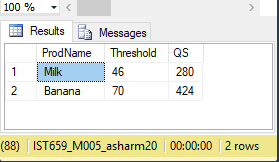 100 %
Results Messages
ProdName Threshold QS
1 Milk 46 280
2 Banana 70 424
(88) IST659_M005_asharm20 00:00:00 2 rows